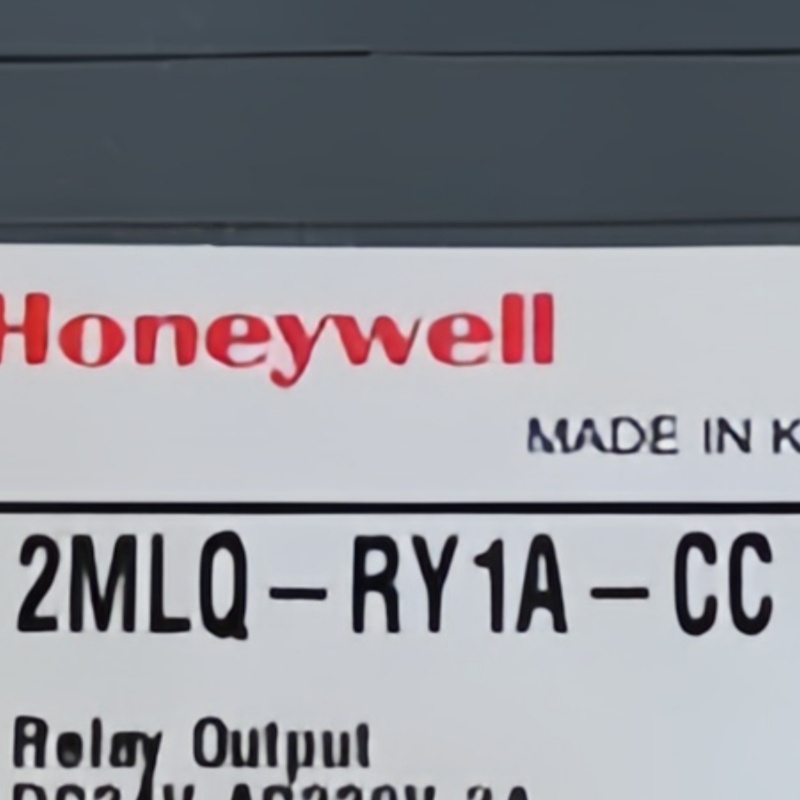 Honeywell
MADE IN K
2MLQ-RY1A-CC
Relay Output